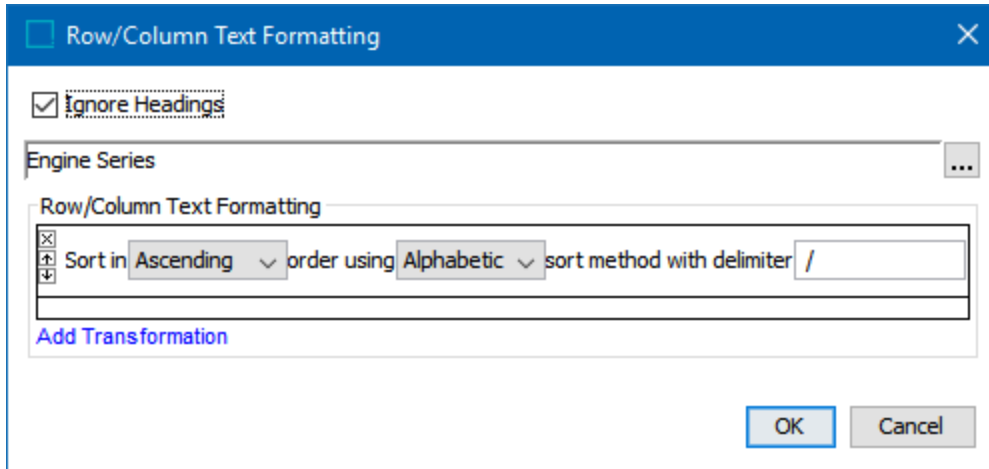 Row/Column Text Formatting
Ignore Headings
Engine Series
...
Row/Column Text Formatting
Sort in Ascending order using Alphabetic sort method with delimiter /
Add Transformation
OK Cancel